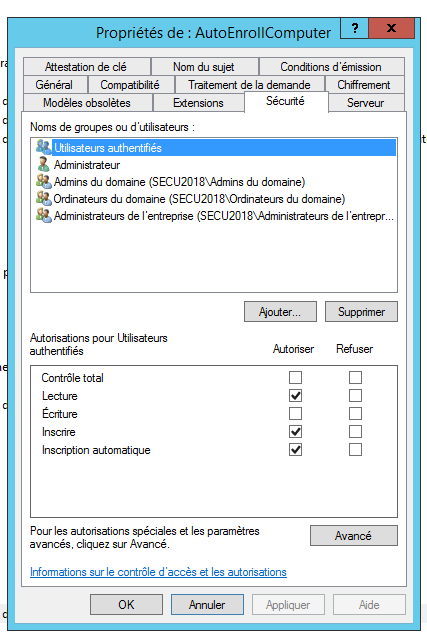 Propriétés de : AutoEnrollComputer
? x
Attestation de clé Nom du sujet Conditions d'émission
Général Compatibilité Traitement de la demande Chiffrement
Modèles obsolètes Extensions Sécurité Serveur
Noms de groupes ou d'utilisateurs :
Utilisateurs authentifiés
Administrateur
Admins du domaine (SECU2018\Admins du domaine)
Ordinateurs du domaine (SECU2018\Ordinateurs du domaine)
Administrateurs de l'entreprise (SECU2018\Administrateurs de l'entrepr...
Ajouter... Supprimer
Autorisations pour Utilisateurs
authentifiés Autoriser Refuser
Contrôle total
Lecture
Écriture
Inscrire
Inscription automatique
Pour les autorisations spéciales et les paramètres
avancés, cliquez sur Avancé. Avancé
Informations sur le contrôle d'accès et les autorisations
OK Annuler Appliquer Aide